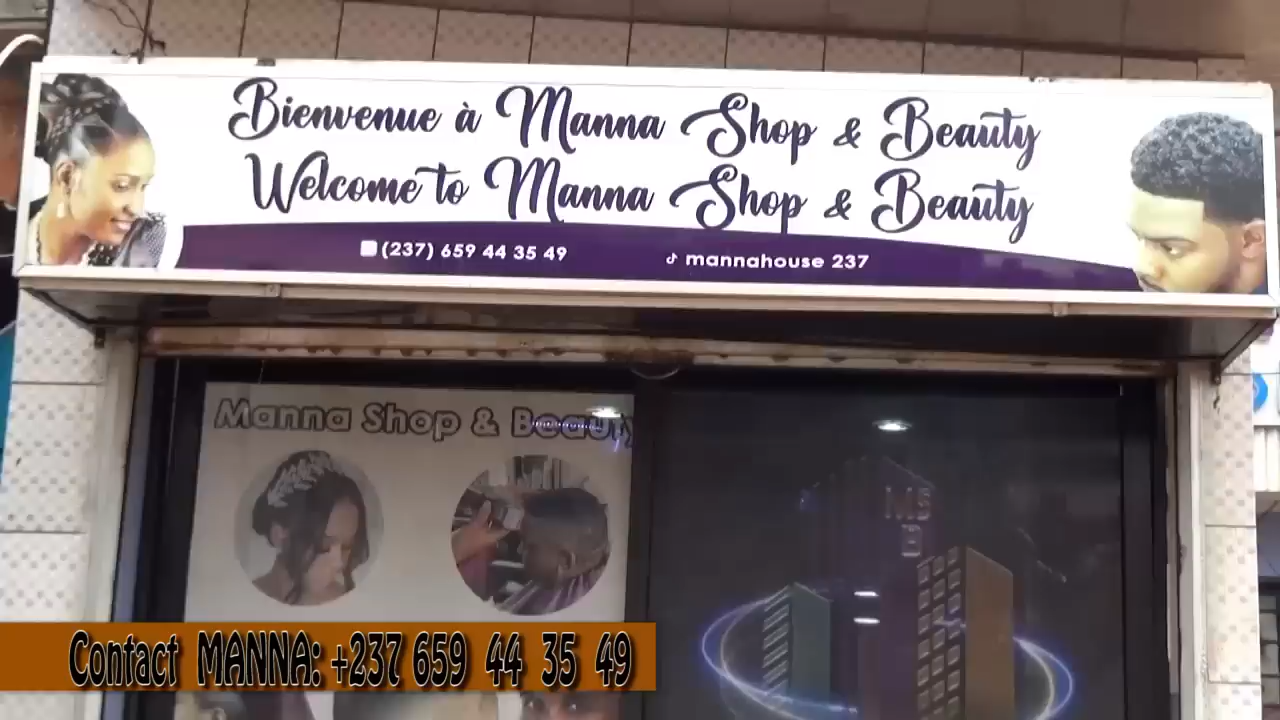 Bienvenue à Manna Shop & Beauty
Welcome to Manna Shop & Beauty
(237) 659 44 35 49
mannahouse 237
Manna Shop & Beauty
MS
B
Contact MANNA: +237 659 44 35 49